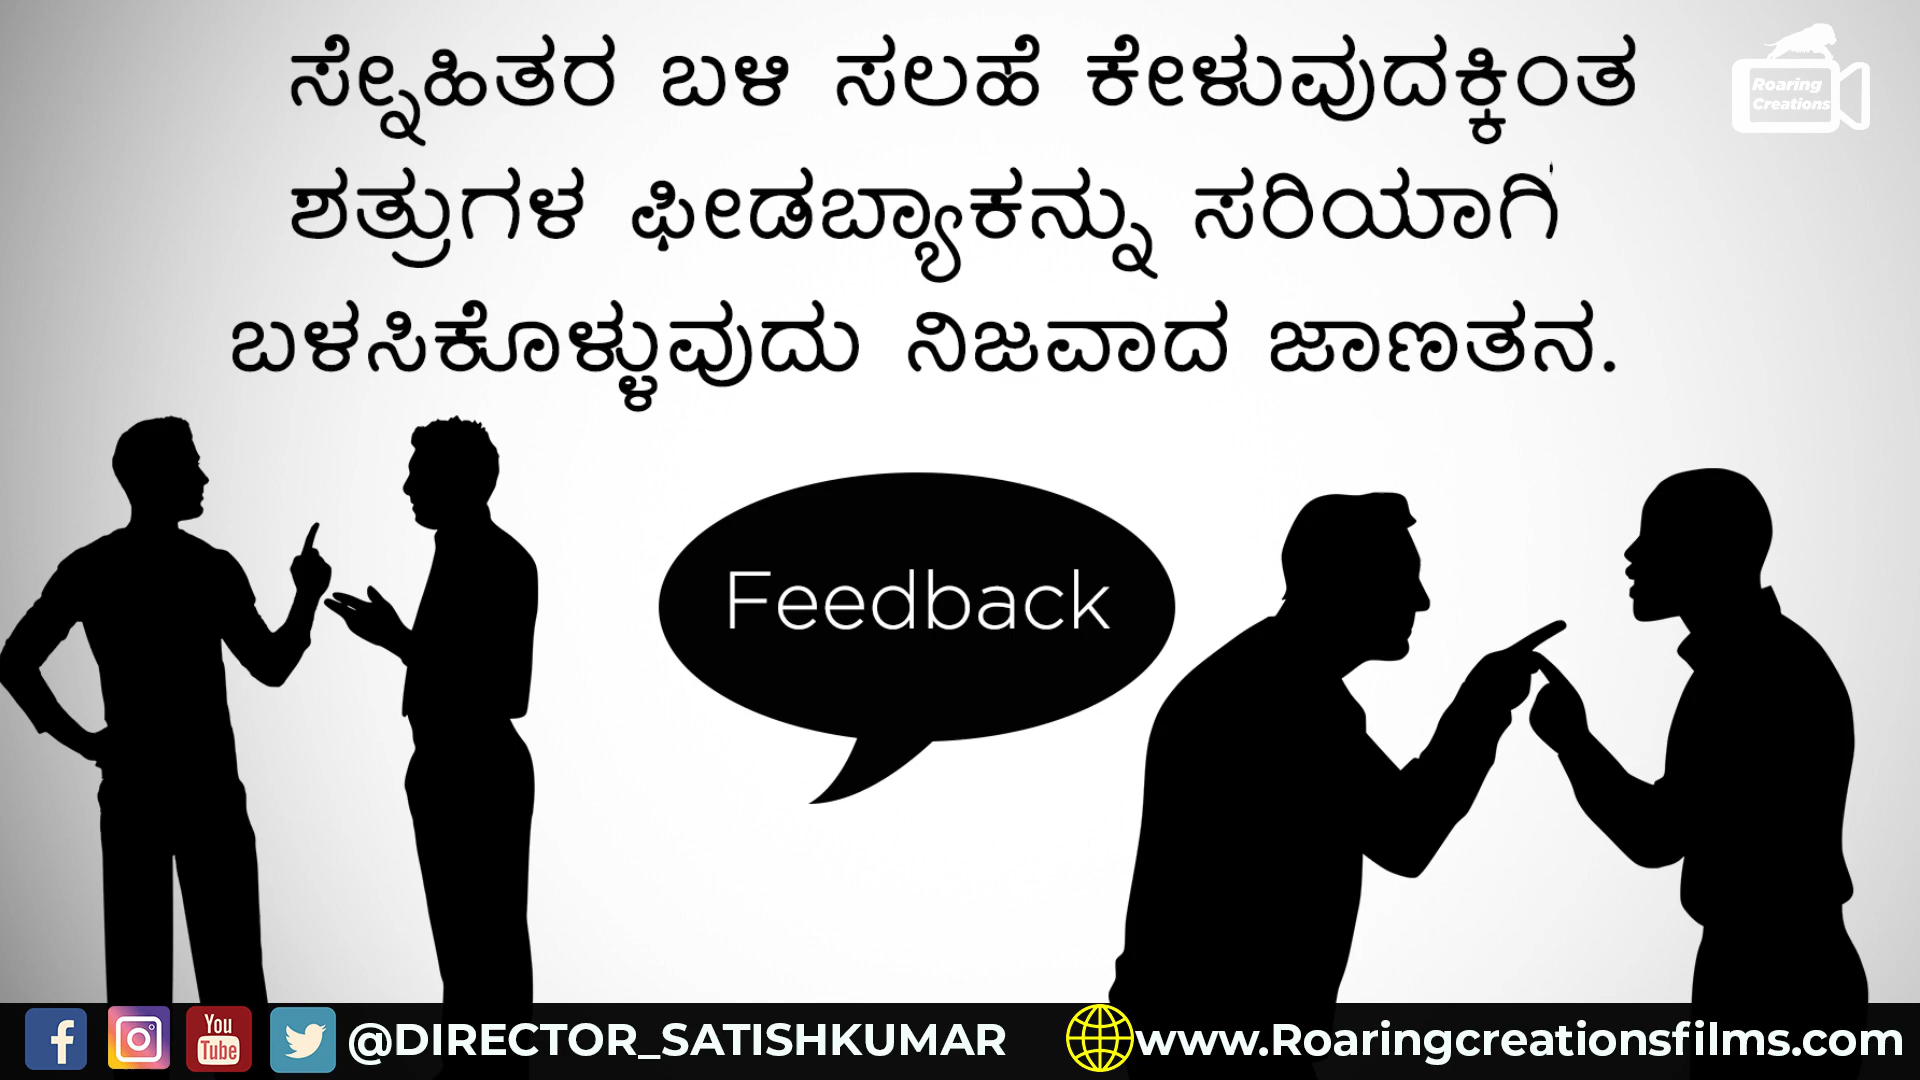 ಸ್ನೇಹಿತರ ಬಳಿ ಸಲಹೆ ಕೇಳುವುದಕ್ಕಿಂತ
ಶತ್ರುಗಳ ಫೀಡಬ್ಯಾಕನ್ನು ಸರಿಯಾಗಿ
ಬಳಸಿಕೊಳ್ಳುವುದು ನಿಜವಾದ ಜಾಣತನ.
Roaring
Creations
Feedback
You
Tube
@DIRECTOR_SATISHKUMAR
www.Roaringcreationsfilms.com